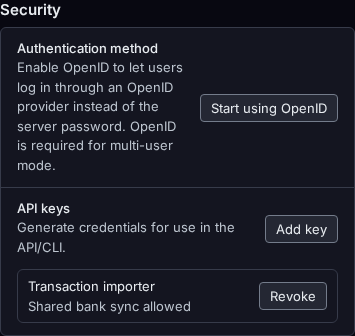 Security
Authentication method
Enable OpenID to let users
log in through an OpenID
provider instead of the
server password. OpenID
is required for multi-user
mode.
Start using OpenID
API keys
Generate credentials for use in the
API/CLI.
Add key
Transaction importer
Shared bank sync allowed
Revoke